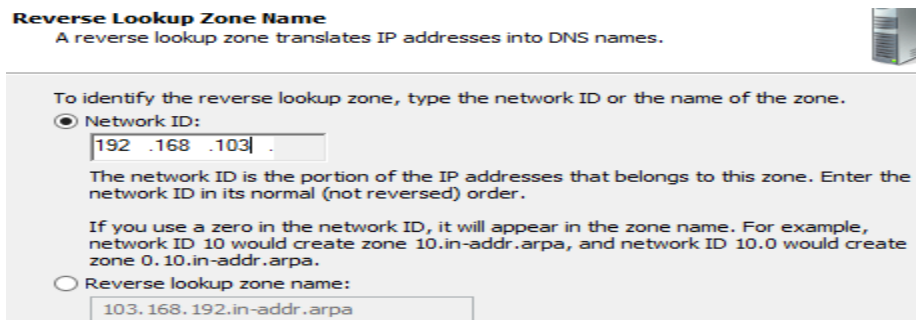 Reverse Lookup Zone Name
A reverse lookup zone translates IP addresses into DNS names.
To identify the reverse lookup zone, type the network ID or the name of the zone.
Network ID:
192 .168 .103 .
The network ID is the portion of the IP addresses that belongs to this zone. Enter the
network ID in its normal (not reversed) order.
If you use a zero in the network ID, it will appear in the zone name. For example,
network ID 10 would create zone 10.in-addr.arpa, and network ID 10.0 would create
zone 0.10.in-addr.arpa.
Reverse lookup zone name:
103.168.192.in-addr.arpa